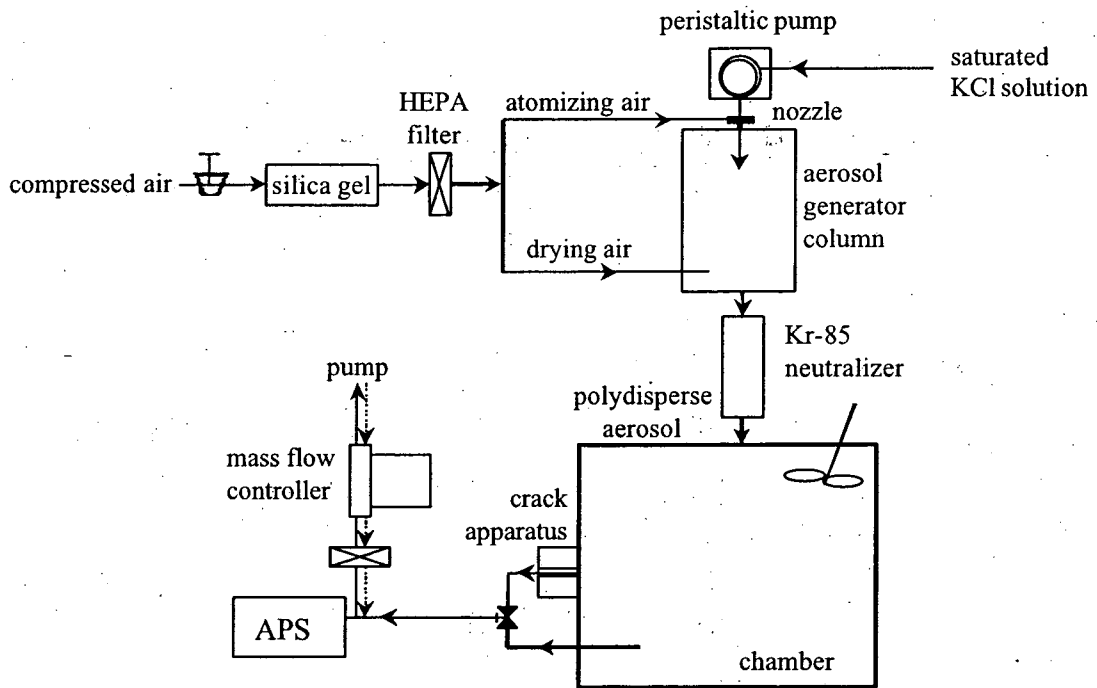 peristaltic pump
saturated
KCl solution
HEPA
filter
atomizing air
nozzle
compressed air
silica gel
aerosol
generator
column
drying air
Kr-85
neutralizer
pump
polydisperse
aerosol
mass flow
controller
crack
apparatus
APS
chamber